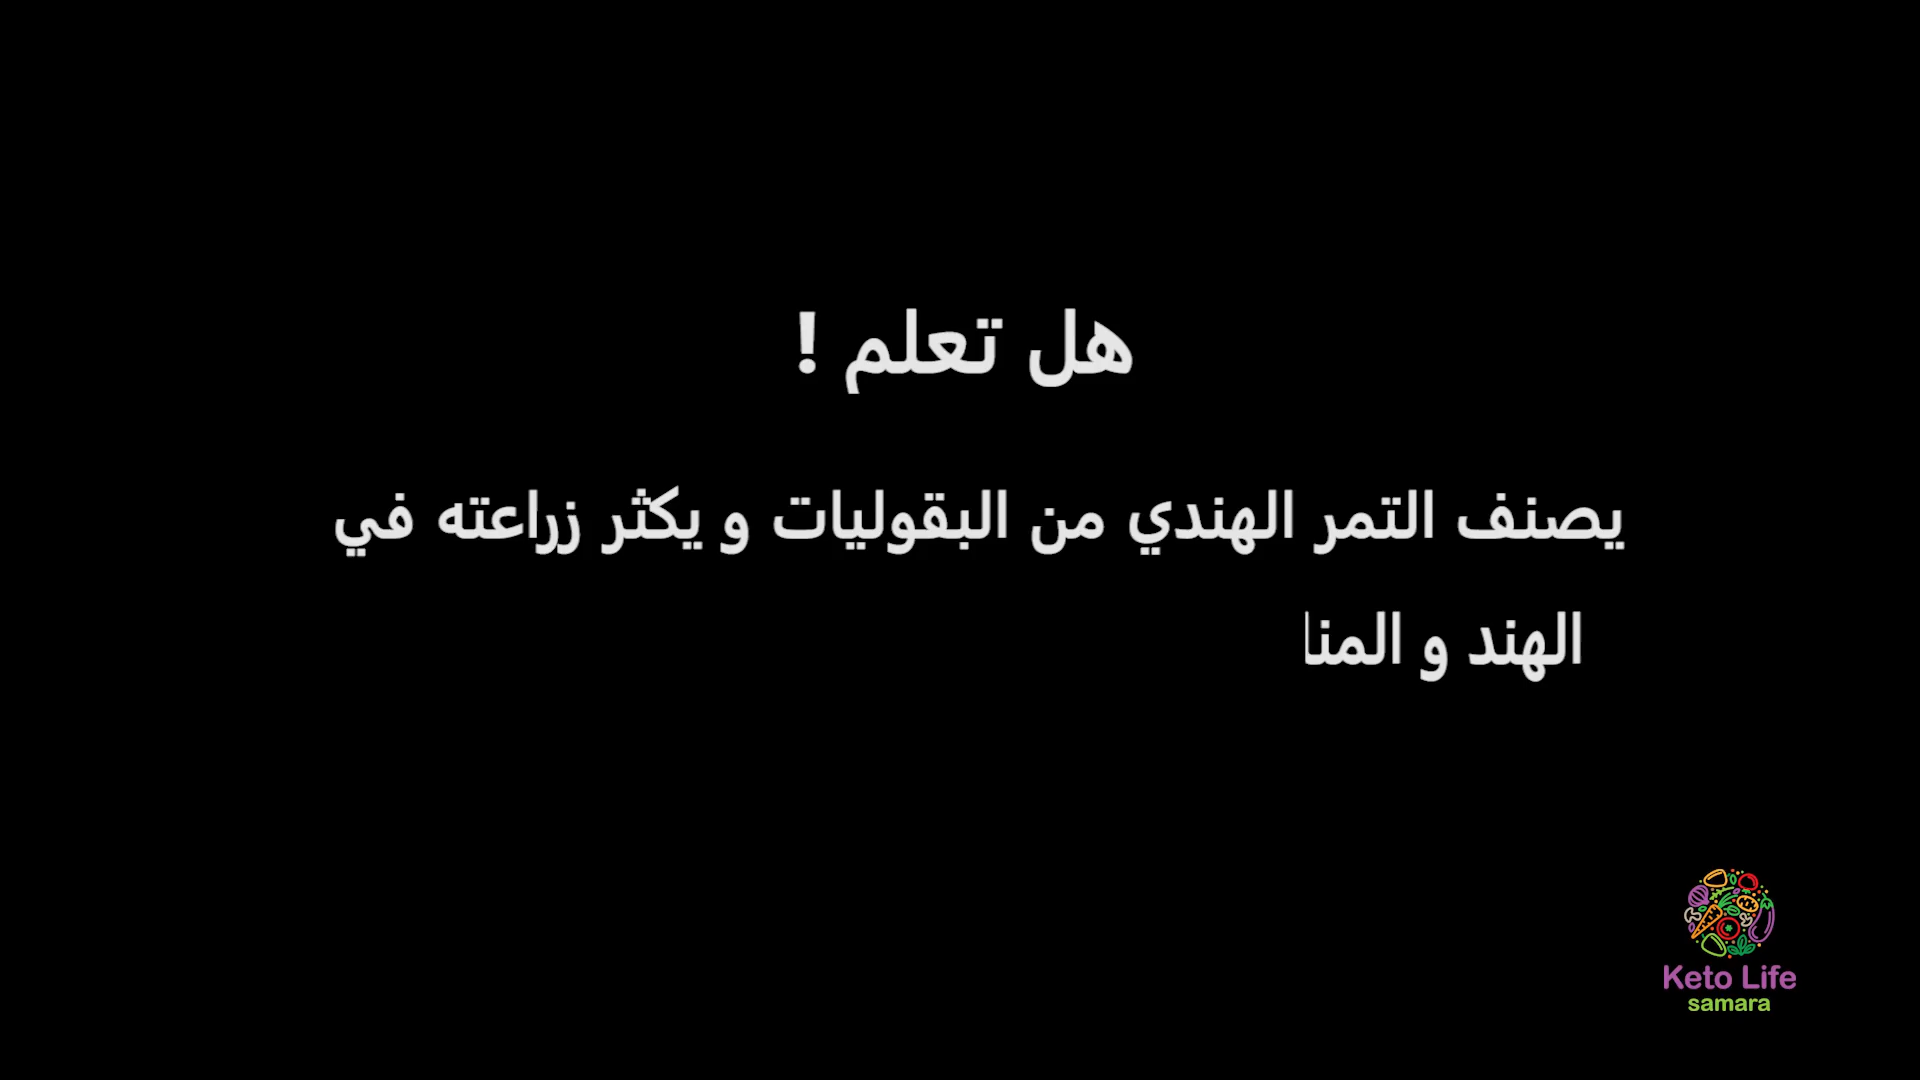 هل تعلم !
يصنف التمر الهندي من البقوليات و يكثر زراعته في
الهند و المنا
Keto Life
samara